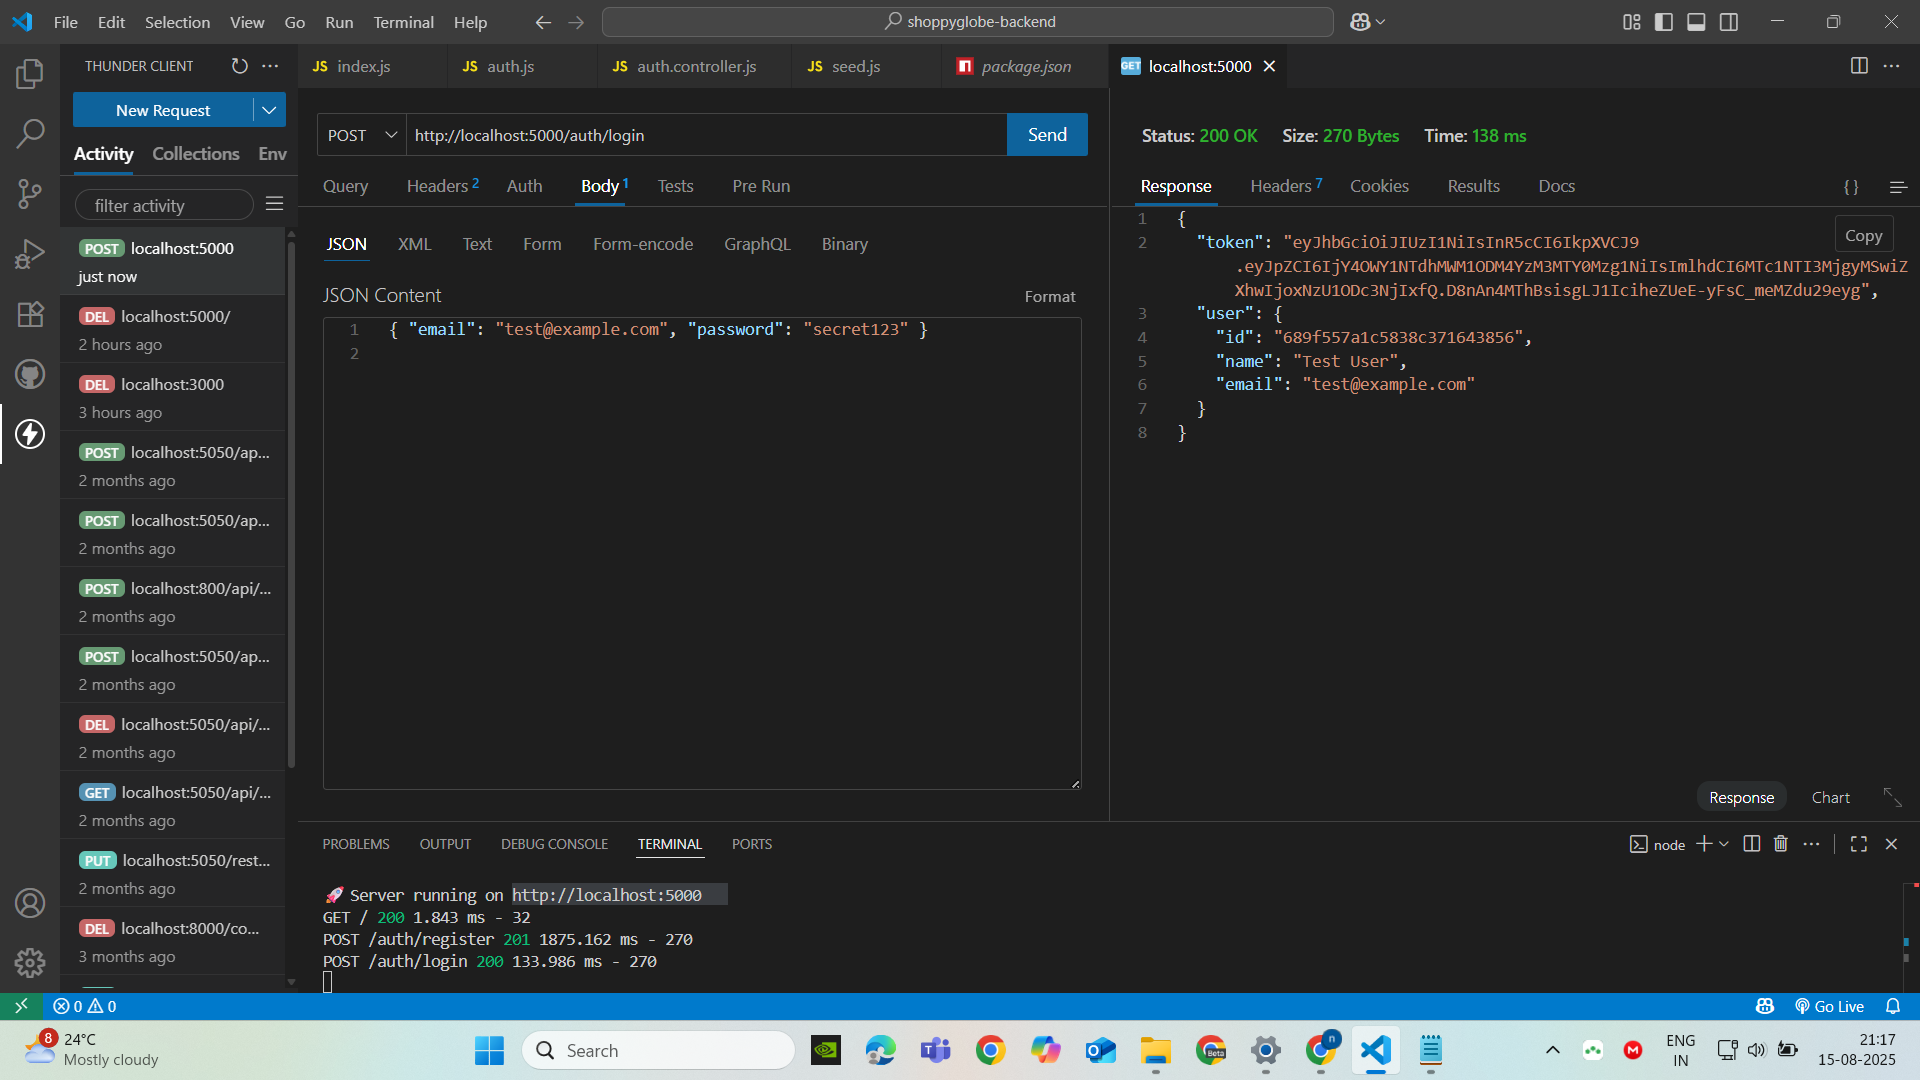 File Edit Selection View Go Run Terminal Help
shoppyglobe-backend
THUNDER CLIENT
New Request
Activity Collections Env
filter activity
POST localhost:5000
just now
DEL localhost:5000/
2 hours ago
DEL localhost:3000
3 hours ago
POST localhost:5050/ap...
2 months ago
POST localhost:5050/ap...
2 months ago
POST localhost:800/api/...
2 months ago
POST localhost:5050/ap...
2 months ago
DEL localhost:5050/api/...
2 months ago
GET localhost:5050/api/...
2 months ago
PUT localhost:5050/rest...
2 months ago
DEL localhost:8000/co...
3 months ago
JS index.js JS auth.js JS auth.controller.js JS seed.js package.json GET localhost:5000
POST http://localhost:5000/auth/login Send
Query Headers 2 Auth Body 1 Tests Pre Run
JSON XML Text Form Form-encode GraphQL Binary
JSON Content Format
1 { "email": "test@example.com", "password": "secret123" }
2
Status: 200 OK Size: 270 Bytes Time: 138 ms
Response Headers 7 Cookies Results Docs { }
Copy
1 {
2 "token": "eyJhbGciOiJIUzI1NiIsInR5cCI6IkpXVCJ9
.eyJpZCI6IjY4OWY1NTdhMWM1ODM4YzM3MTY0Mzg1NiIsImlhdCI6MTc1NTI3MjgyMSwiZ
XhwIjoxNzU1ODc3NjIxfQ.D8nAn4MThBsisgLJ1IciheZUeE-yFsC_meMZdu29eyg",
3 "user": {
4 "id": "689f557a1c5838c371643856",
5 "name": "Test User",
6 "email": "test@example.com"
7 }
8 }
Response Chart
PROBLEMS OUTPUT DEBUG CONSOLE TERMINAL PORTS
node
🚀 Server running on http://localhost:5000
GET / 200 1.843 ms - 32
POST /auth/register 201 1875.162 ms - 270
POST /auth/login 200 133.986 ms - 270
0 0
Go Live
8
24°C
Mostly cloudy
Search
Beta
n
ENG
IN
21:17
15-08-2025